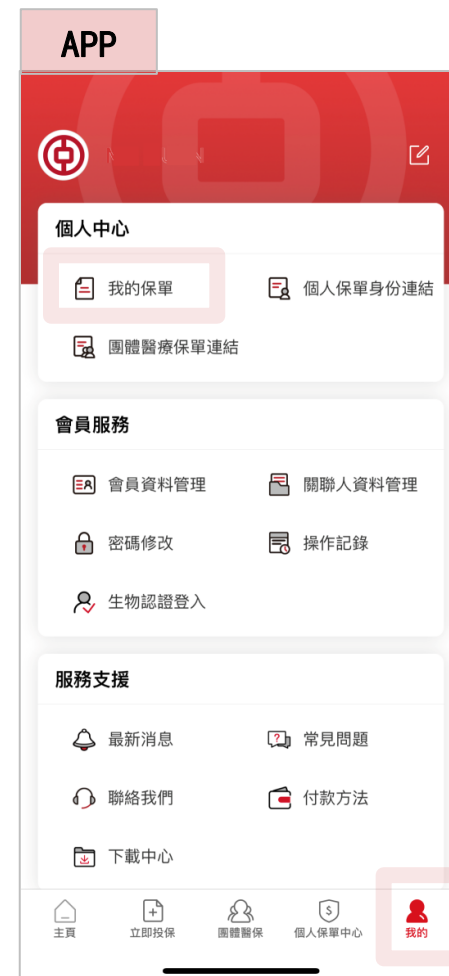 APP
個人中心
我的保單
個人保單身份連結
團體醫療保單連結
會員服務
會員資料管理
關聯人資料管理
密碼修改
操作記錄
生物認證登入
服務支援
最新消息
常見問題
聯絡我們
付款方法
下載中心
主頁
立即投保
團體醫保
個人保單中心
我的